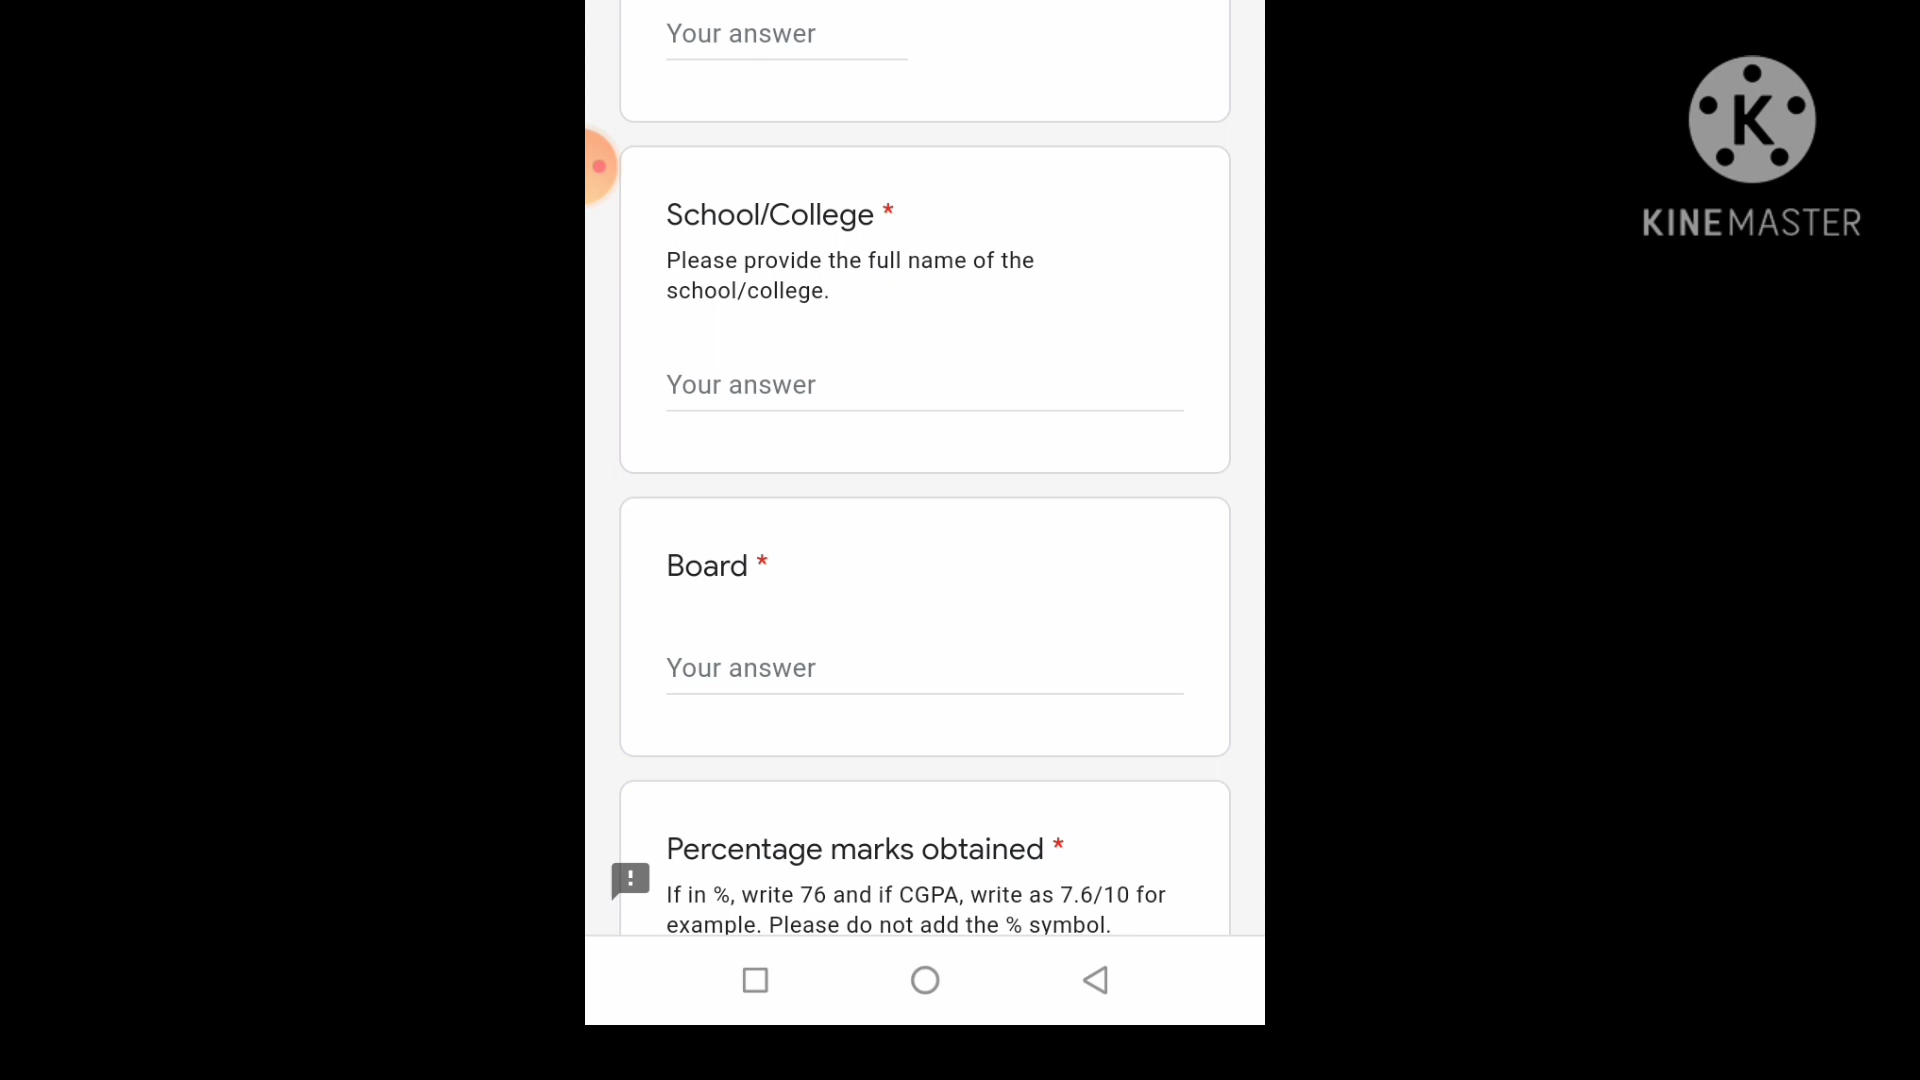 Your answer
K
KINEMASTER
School/College *
Please provide the full name of the
school/college.
Your answer
Board *
Your answer
Percentage marks obtained *
If in %, write 76 and if CGPA, write as 7.6/10 for
example. Please do not add the % symbol.